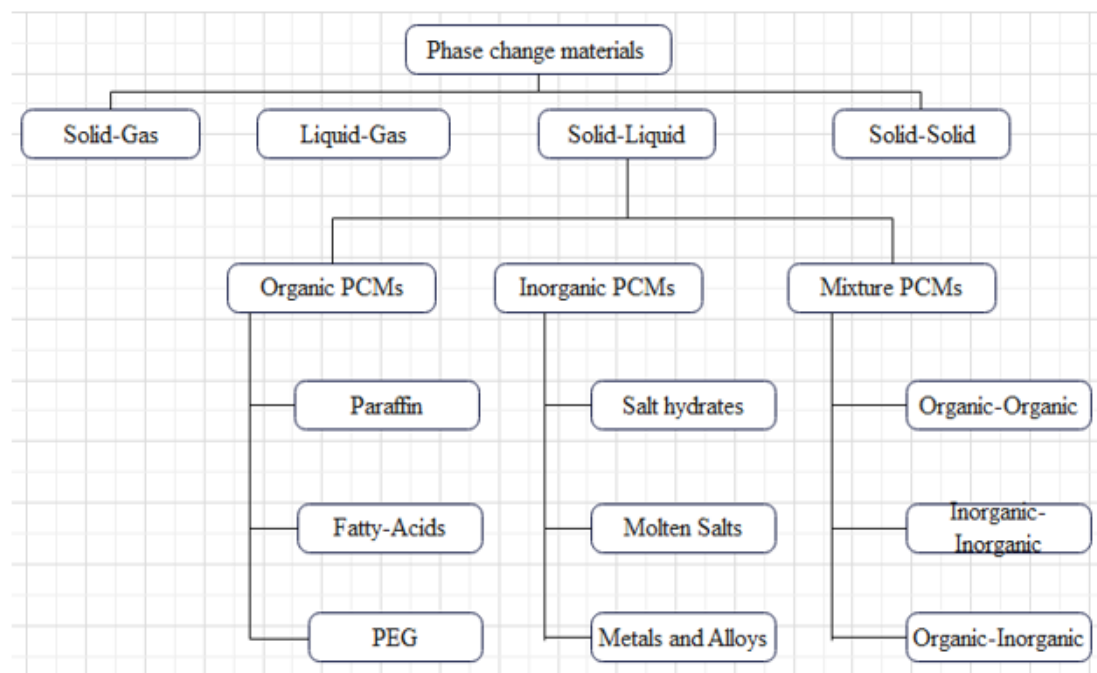 Phase change materials
Solid-Gas
Liquid-Gas
Solid-Liquid
Solid-Solid
Organic PCMs
Inorganic PCMs
Mixture PCMs
Paraffin
Salt hydrates
Organic-Organic
Fatty-Acids
Molten Salts
Inorganic-
Inorganic
PEG
Metals and Alloys
Organic-Inorganic